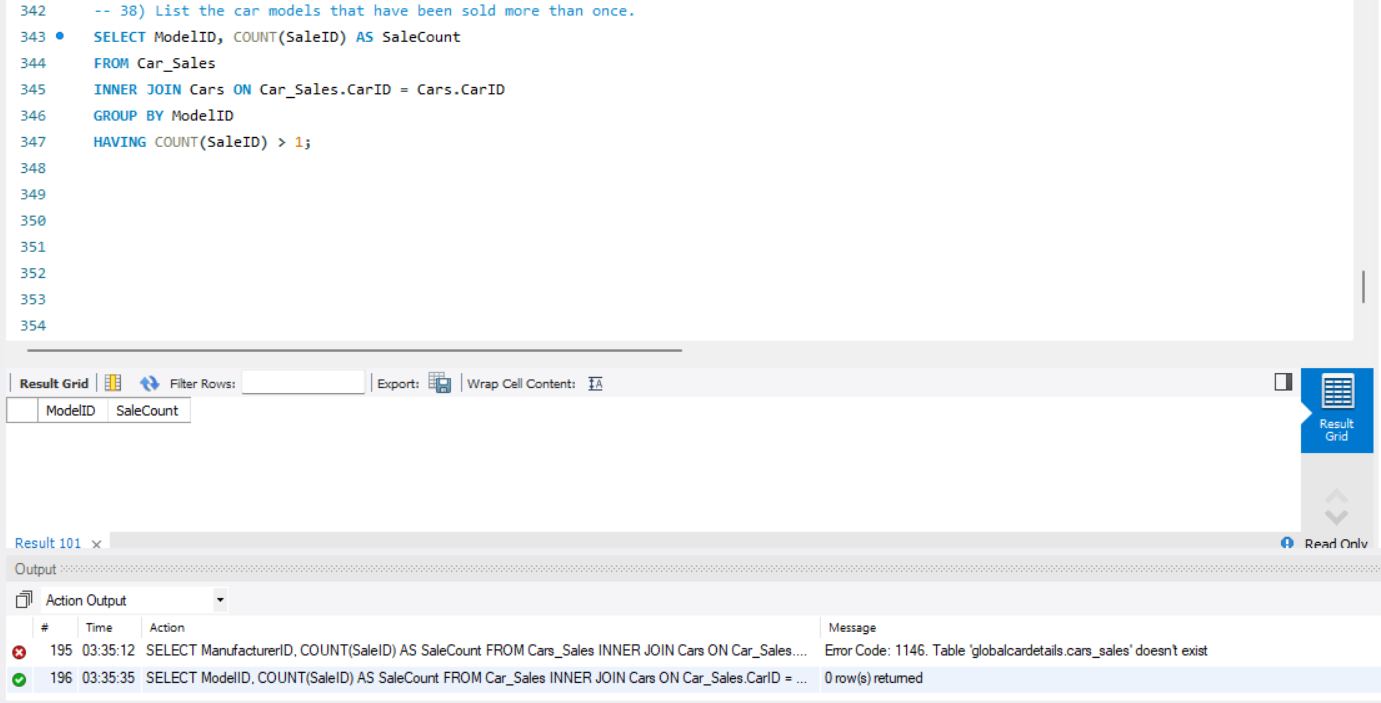 342 -- 38) List the car models that have been sold more than once.
343 SELECT ModelID, COUNT(SaleID) AS SaleCount
344 FROM Car_Sales
345 INNER JOIN Cars ON Car_Sales.CarID = Cars.CarID
346 GROUP BY ModelID
347 HAVING COUNT(SaleID) > 1;
348
349
350
351
352
353
354
Result Grid Filter Rows: Export: Wrap Cell Content:
ModelID SaleCount
Result Grid
Result 101 Read Only
Output
Action Output
# Time Action Message
195 03:35:12 SELECT ManufacturerID, COUNT(SaleID) AS SaleCount FROM Cars_Sales INNER JOIN Cars ON Car_Sales.... Error Code: 1146. Table 'globalcardetails.cars_sales' doesn't exist
196 03:35:35 SELECT ModelID, COUNT(SaleID) AS SaleCount FROM Car_Sales INNER JOIN Cars ON Car_Sales.CarID = ... 0 row(s) returned